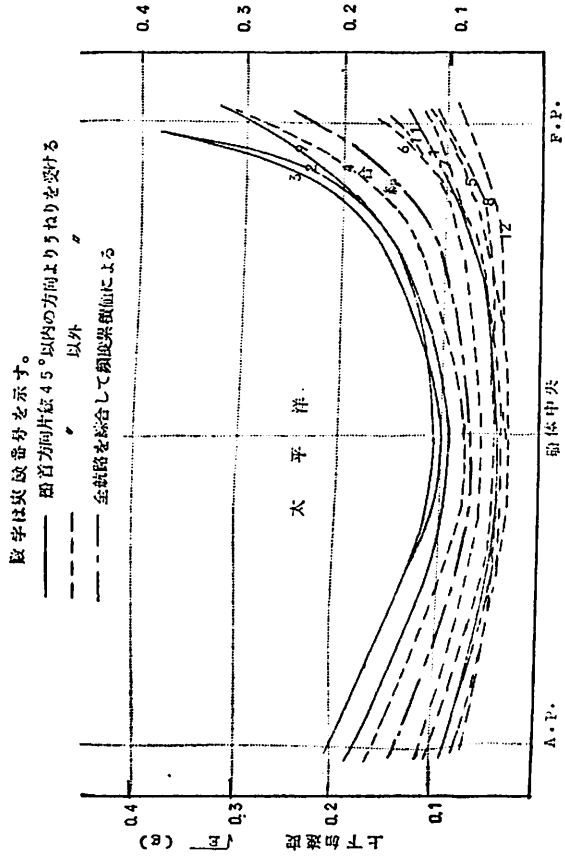 数字は実験番号を示す。
船首方向片舷45°以内の方向よりうねりを受ける
〃 以外 〃
全航路を綜合して頻度累積値による
太平洋
上下加速度 √E (g)
0.4
0.3
0.2
0.1
0.4
0.3
0.2
0.1
3
2
9
4
合
6
11
7
5
8
12
A.P.
船体中央
F.P.